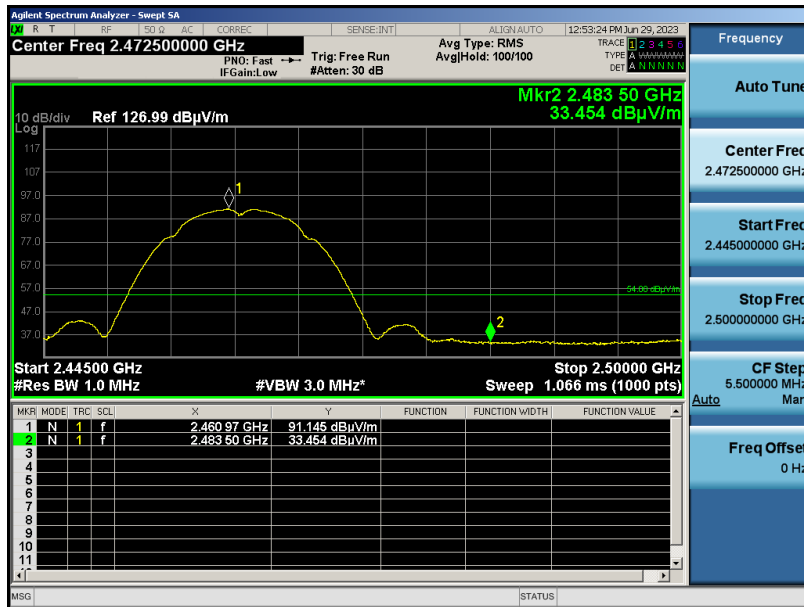 Agilent Spectrum Analyzer - Swept SA
LXI R T RF 50 Ω AC CORREC SENSE:INT ALIGN AUTO 12:53:24 PM Jun 29, 2023
Center Freq 2.472500000 GHz
PNO: Fast
IFGain:Low
Trig: Free Run
#Atten: 30 dB
Avg Type: RMS
Avg|Hold: 100/100
TRACE 1 2 3 4 5 6
TYPE A WWWWW
DET A N N N N N
Mkr2 2.483 50 GHz
33.454 dBµV/m
10 dB/div Ref 126.99 dBµV/m
Log
117
107
97.0
87.0
77.0
67.0
57.0
47.0
37.0
1
54.00 dBµV/m
2
Start 2.44500 GHz Stop 2.50000 GHz
#Res BW 1.0 MHz #VBW 3.0 MHz* Sweep 1.066 ms (1000 pts)
MKR MODE TRC SCL X Y FUNCTION FUNCTION WIDTH FUNCTION VALUE
1 N 1 f 2.460 97 GHz 91.145 dBµV/m
2 N 1 f 2.483 50 GHz 33.454 dBµV/m
3
4
5
6
7
8
9
10
11
MSG STATUS
Frequency
Auto Tune
Center Freq
2.472500000 GHz
Start Freq
2.445000000 GHz
Stop Freq
2.500000000 GHz
CF Step
5.500000 MHz
Auto Man
Freq Offset
0 Hz